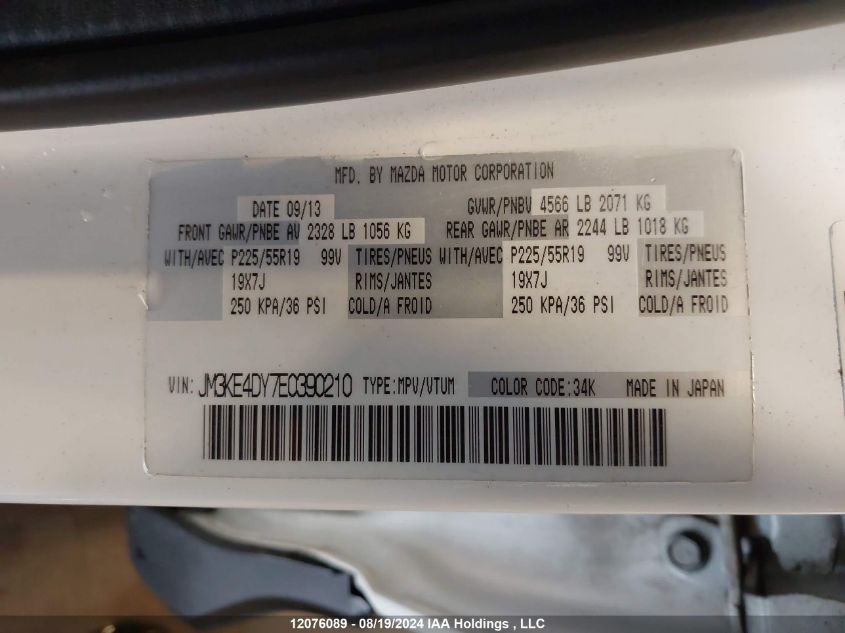 MFD. BY MAZDA MOTOR CORPORATION
DATE 09/13 GVWR/PNBV 4566 LB 2071 KG
FRONT GAWR/PNBE AV 2328 LB 1056 KG REAR GAWR/PNBE AR 2244 LB 1018 KG
WITH/AVEC P225/55R19 99V TIRES/PNEUS WITH/AVEC P225/55R19 99V TIRES/PNEUS
19X7J RIMS/JANTES 19X7J RIMS/JANTES
250 KPA/36 PSI COLD/A FROID 250 KPA/36 PSI COLD/A FROID
VIN: JM3KE4DY7E0390210 TYPE:MPV/VTUM COLOR CODE:34K MADE IN JAPAN
12076089 - 08/19/2024 IAA Holdings , LLC